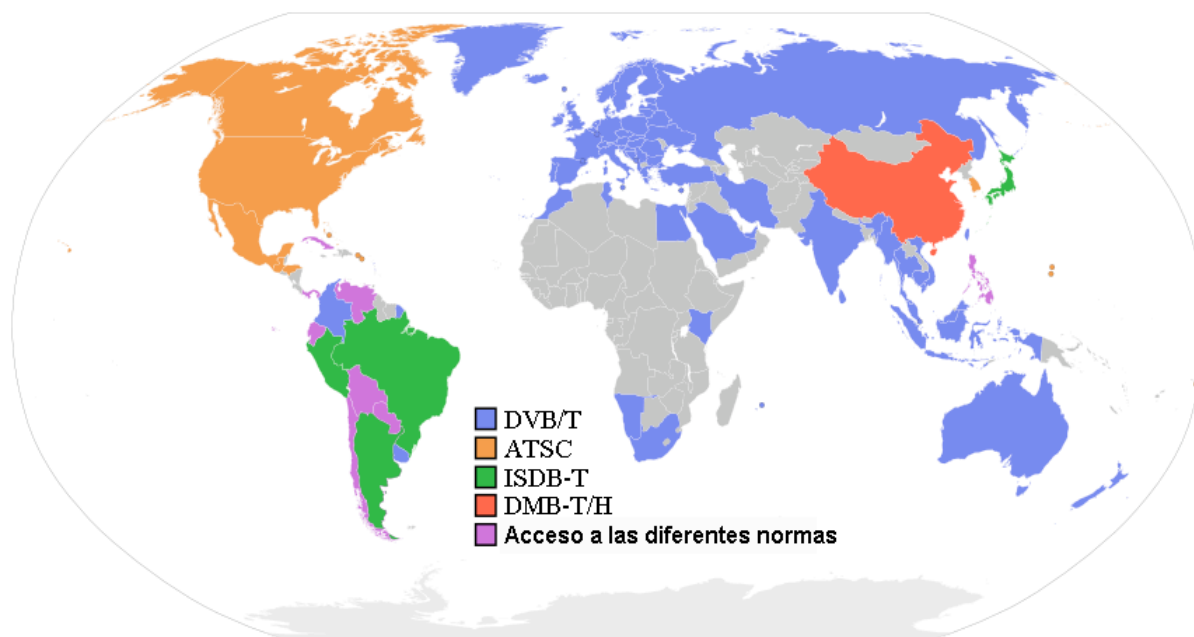 DVB/T
ATSC
ISDB-T
DMB-T/H
Acceso a las diferentes normas